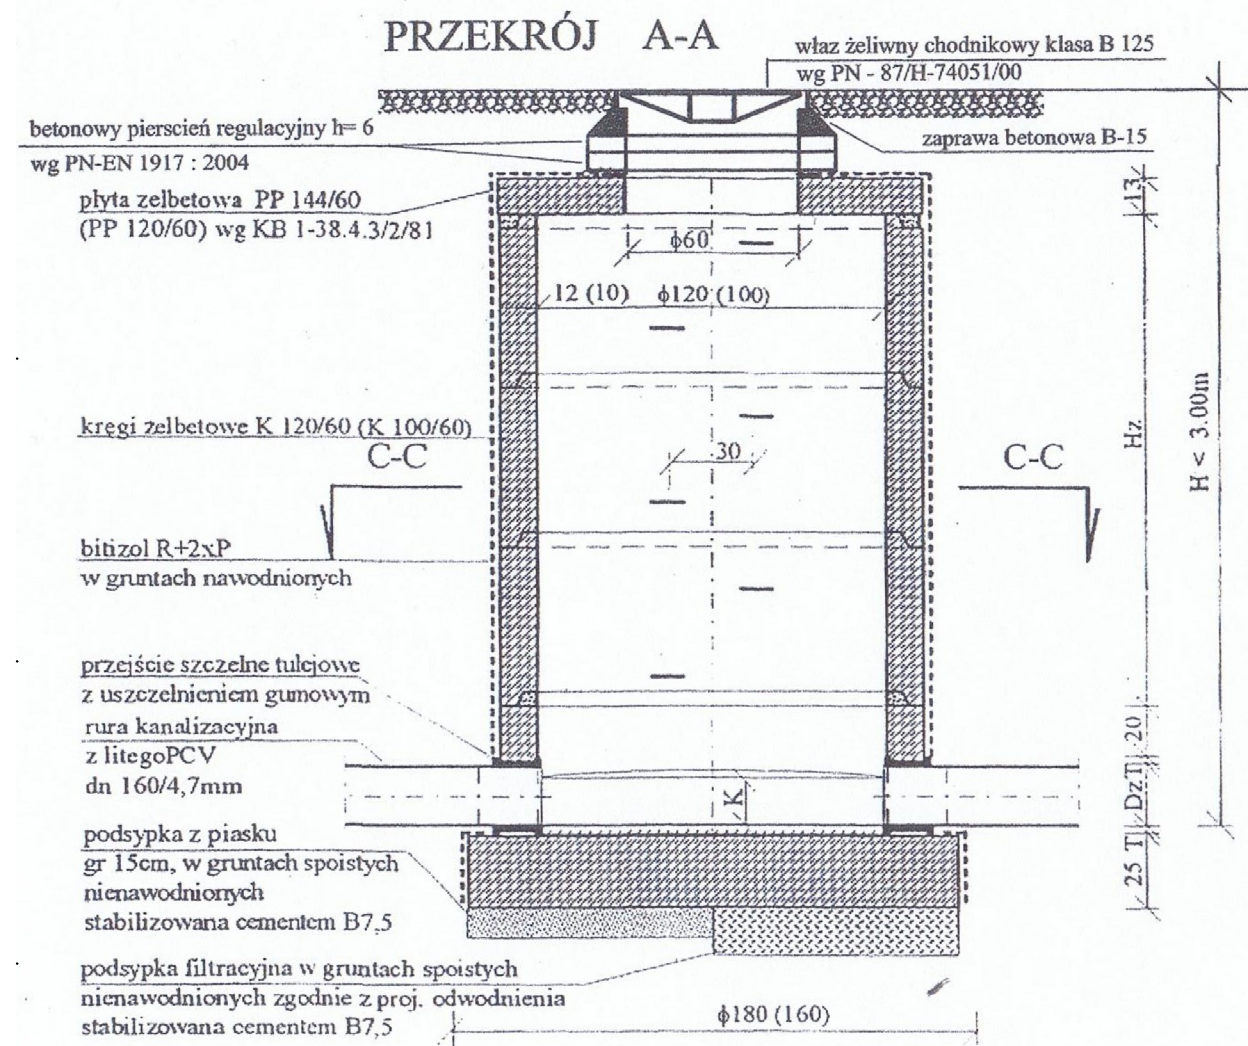 PRZEKRÓJ A-A
właz żeliwny chodnikowy klasa B 125
wg PN - 87/H-74051/00
betonowy pierscień regulacyjny h= 6
wg PN-EN 1917 : 2004
zaprawa betonowa B-15
płyta zelbetowa PP 144/60
(PP 120/60) wg KB 1-38.4.3/2/81
13
ϕ60
12 (10) ϕ120 (100)
kręgi zelbetowe K 120/60 (K 100/60)
C-C
30
C-C
Hz
H < 3.00m
bitizol R+2xP
w gruntach nawodnionych
przejście szczelne tulejowe
z uszczelnieniem gumowym
rura kanalizacyjna
z litegoPCV
dn 160/4,7mm
20
K
DzT
25 T
podsypka z piasku
gr 15cm, w gruntach spoistych
nienawodnionych
stabilizowana cementem B7,5
podsypka filtracyjna w gruntach spoistych
nienawodnionych zgodnie z proj. odwodnienia
stabilizowana cementem B7,5
ϕ180 (160)